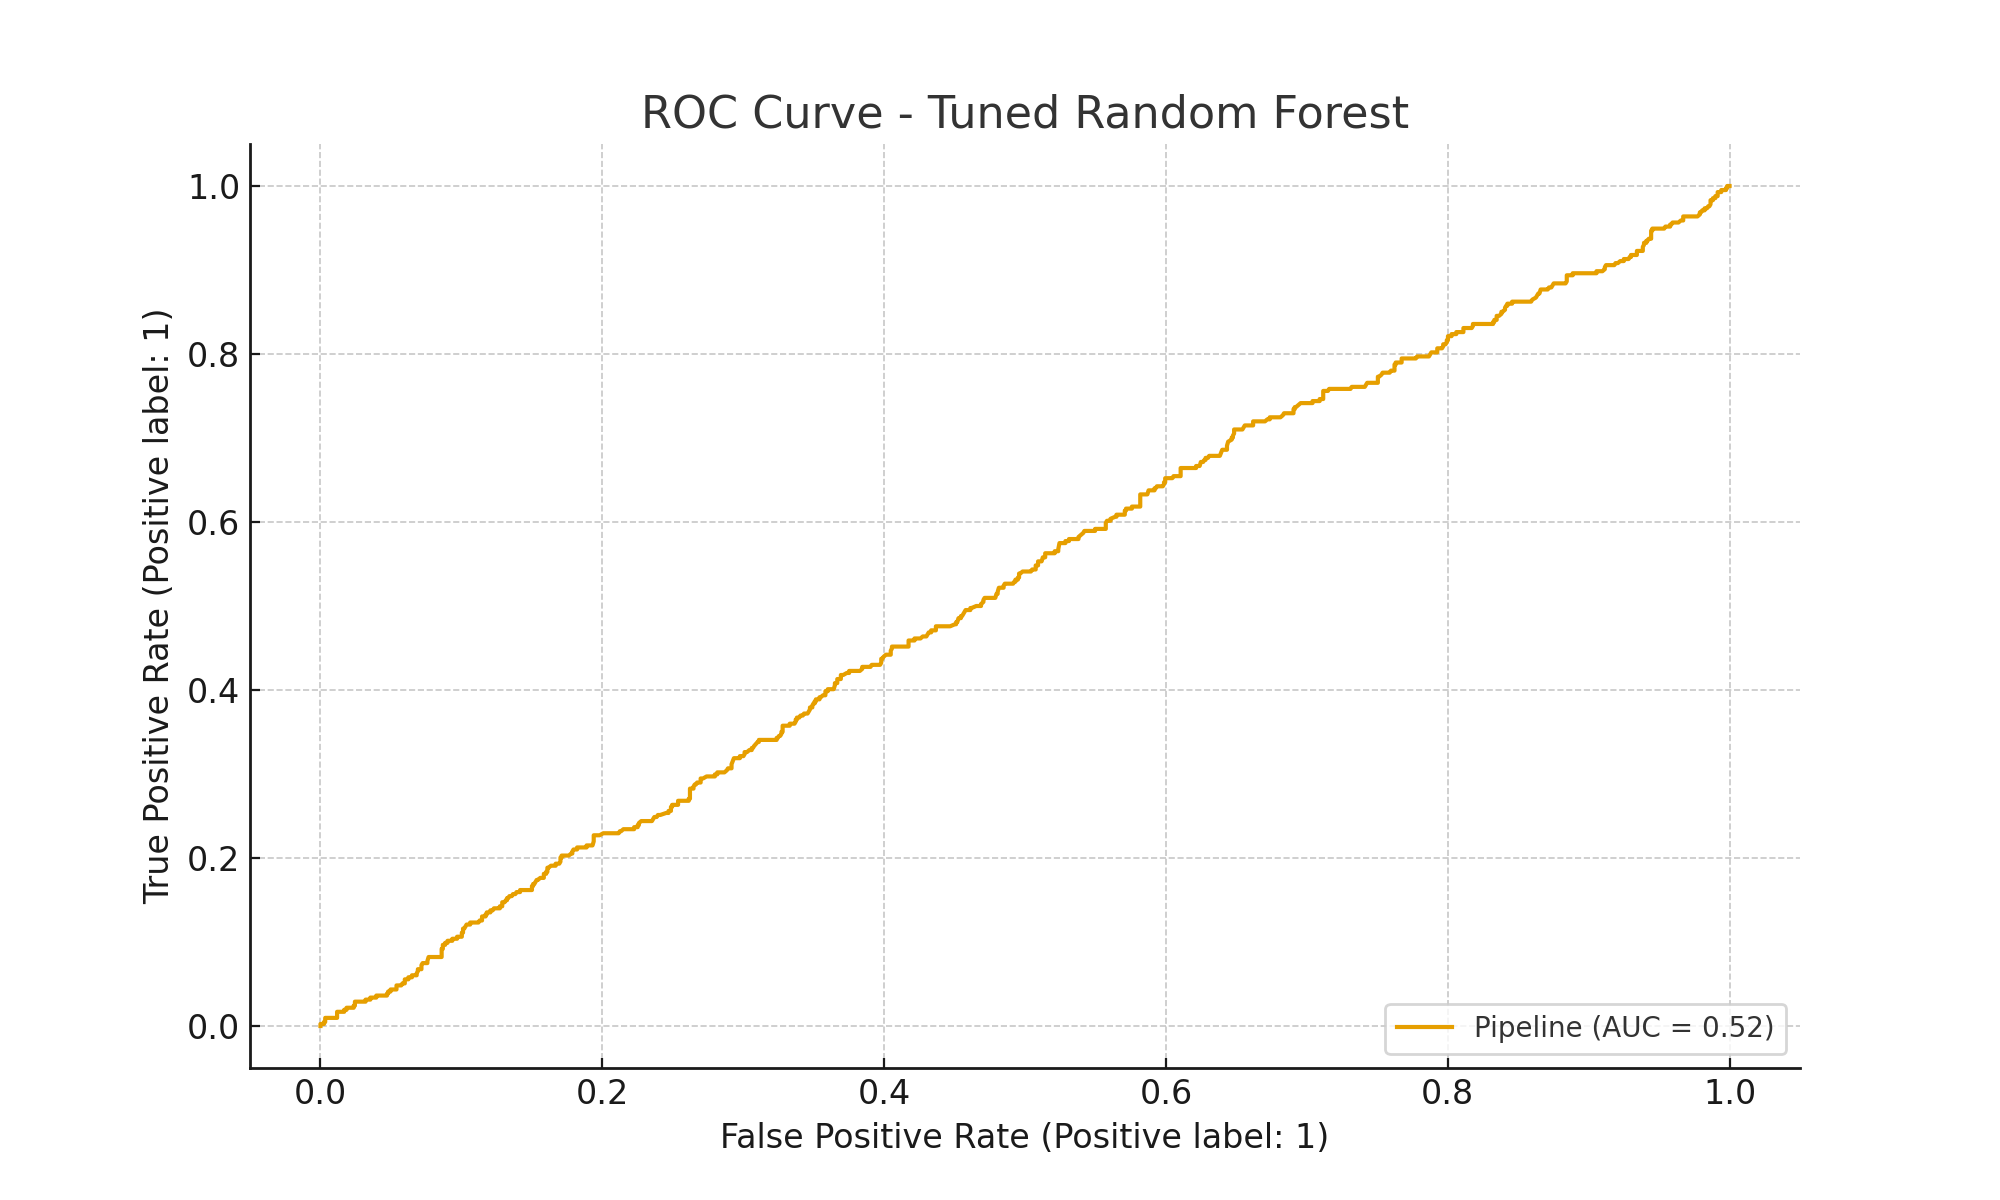 ROC Curve - Tuned Random Forest
True Positive Rate (Positive label: 1)
1.0
0.8
0.6
0.4
0.2
0.0
Pipeline (AUC = 0.52)
0.0 0.2 0.4 0.6 0.8 1.0
False Positive Rate (Positive label: 1)